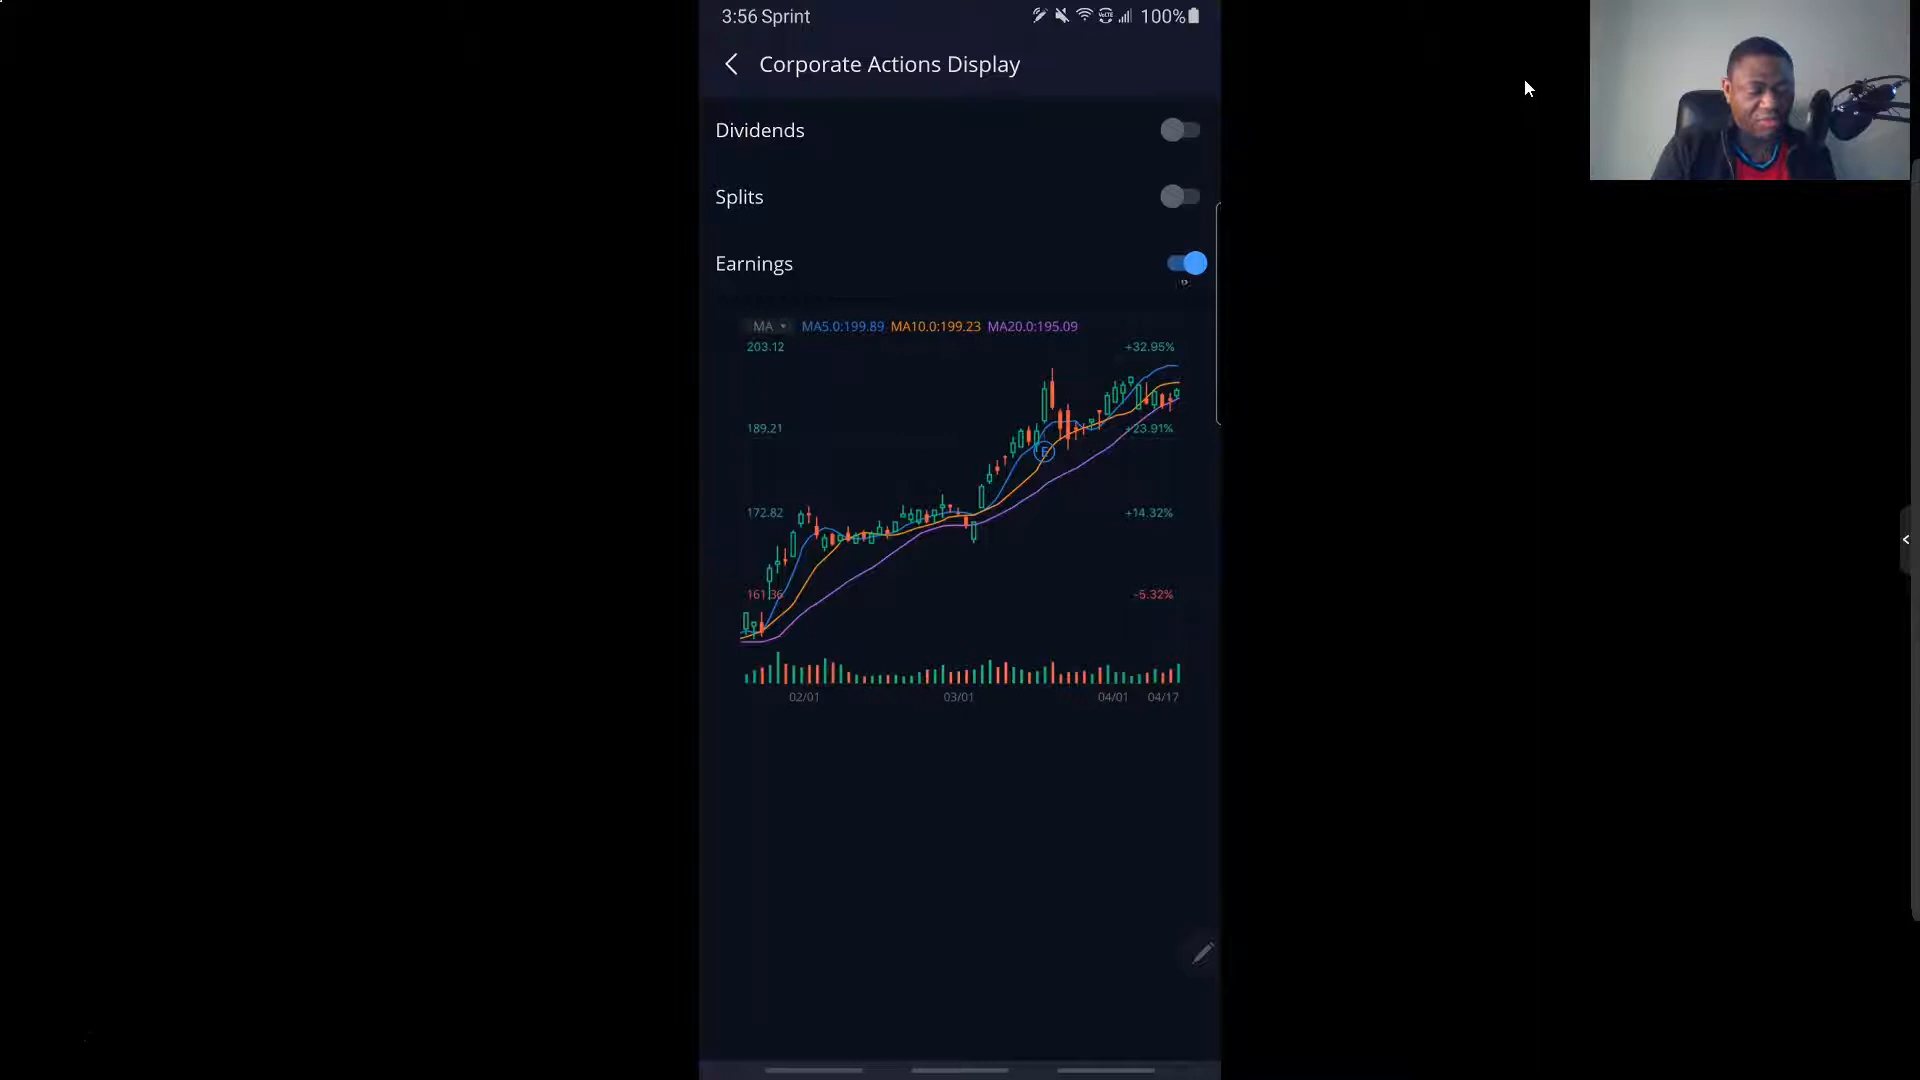 3:56 Sprint 100%
Corporate Actions Display
Dividends
Splits
Earnings
MA MA5.0:199.89 MA10.0:199.23 MA20.0:195.09
203.12 +32.95%
189.21 +23.91%
E
172.82 +14.32%
161.36 -5.32%
02/01 03/01 04/01 04/17